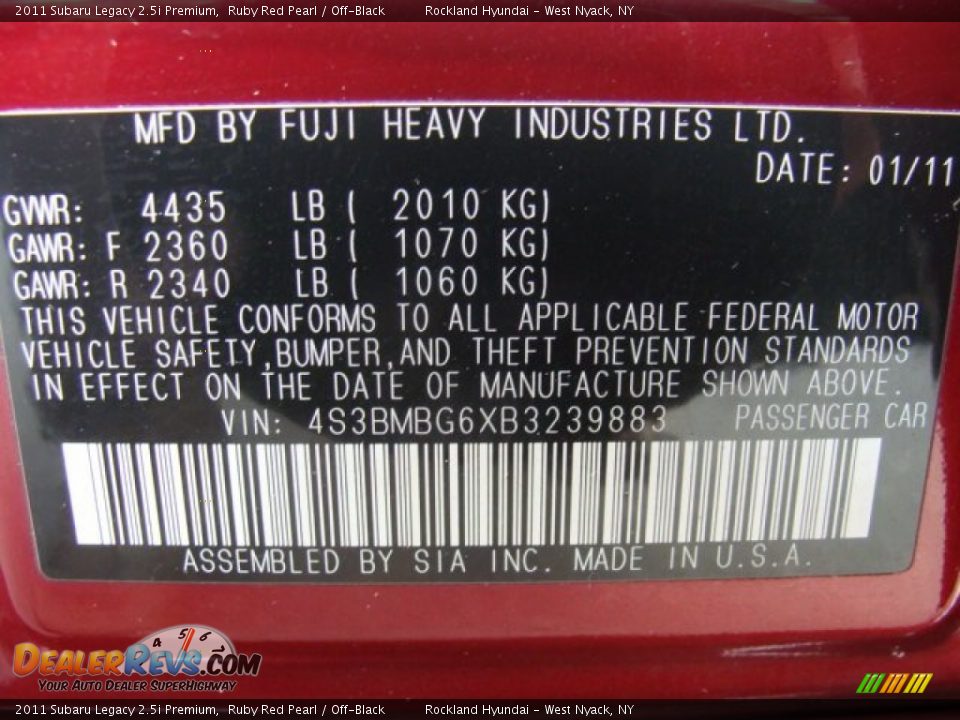 2011 Subaru Legacy 2.5i Premium, Ruby Red Pearl / Off-Black Rockland Hyundai - West Nyack, NY
MFD BY FUJI HEAVY INDUSTRIES LTD.
DATE: 01/11
GVWR: 4435 LB ( 2010 KG)
GAWR: F 2360 LB ( 1070 KG)
GAWR: R 2340 LB ( 1060 KG)
THIS VEHICLE CONFORMS TO ALL APPLICABLE FEDERAL MOTOR
VEHICLE SAFETY,BUMPER,AND THEFT PREVENTION STANDARDS
IN EFFECT ON THE DATE OF MANUFACTURE SHOWN ABOVE.
VIN: 4S3BMBG6XB3239883 PASSENGER CAR
ASSEMBLED BY SIA INC. MADE IN U.S.A.
4 5 6
DealerRevs.com
Your Auto Dealer SuperHighway
2011 Subaru Legacy 2.5i Premium, Ruby Red Pearl / Off-Black Rockland Hyundai - West Nyack, NY